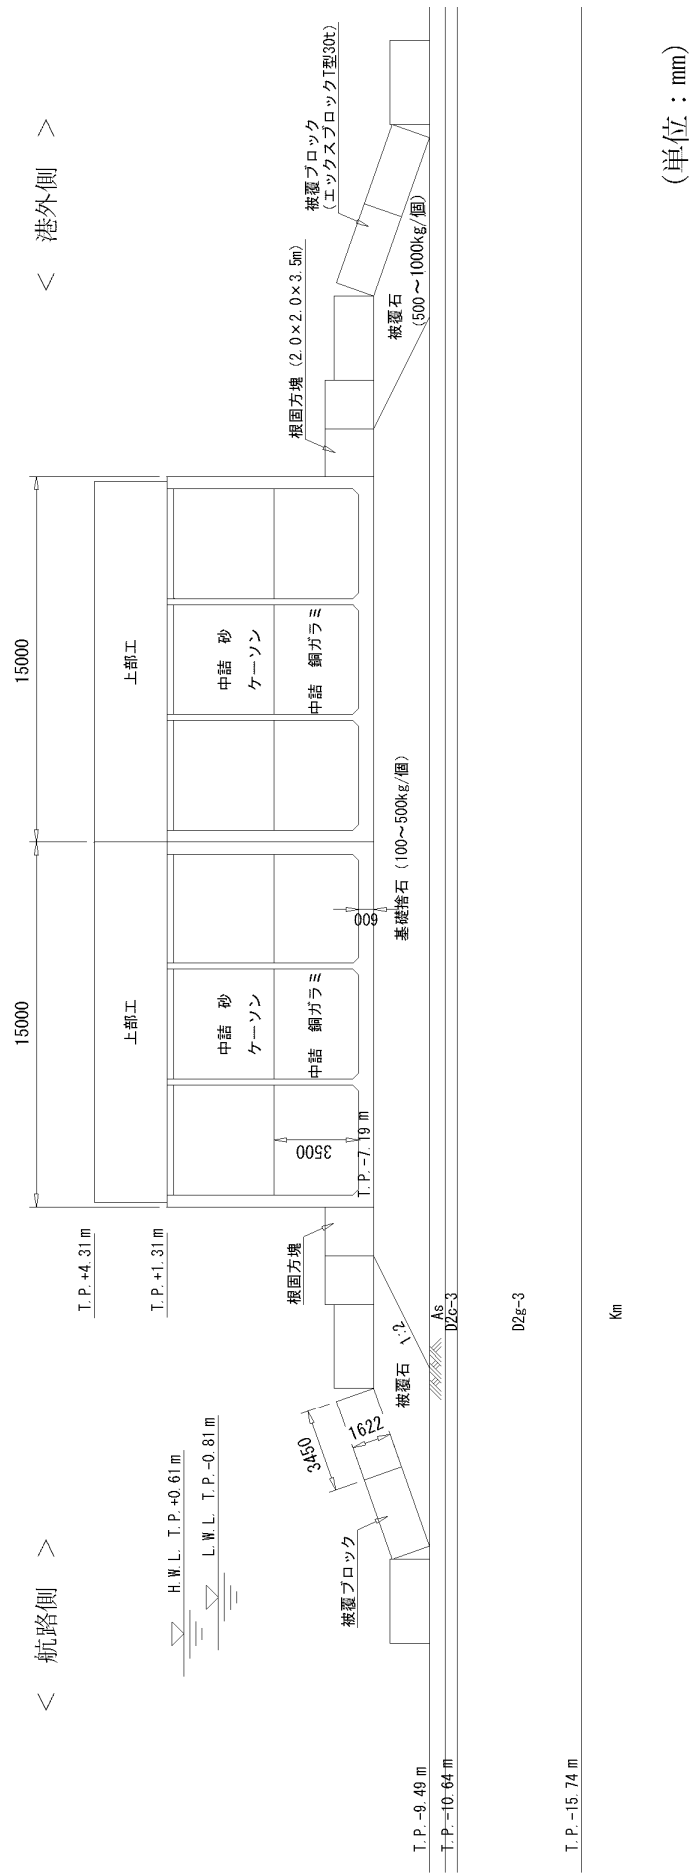 < 航路側 >
< 港外側 >
15000
15000
T.P.+4.31m
T.P.+1.31m
H.W.L. T.P.+0.61m
L.W.L. T.P.-0.81m
上部工
上部工
中詰 砂
ケーソン
中詰 銅ガラミ
中詰 砂
ケーソン
中詰 銅ガラミ
3500
T.P.-7.19 m
600
基礎捨石 (100～500kg/個)
根固方塊
根固方塊 (2.0×2.0×3.5m)
被覆ブロック
(エックスブロックT型30t)
被覆石
(500～1000kg/個)
被覆ブロック
3450
1622
被覆石
1:2
T.P.-9.49 m
T.P.-10.64 m
T.P.-15.74 m
As
D2c-3
D2g-3
Km
(単位：mm)